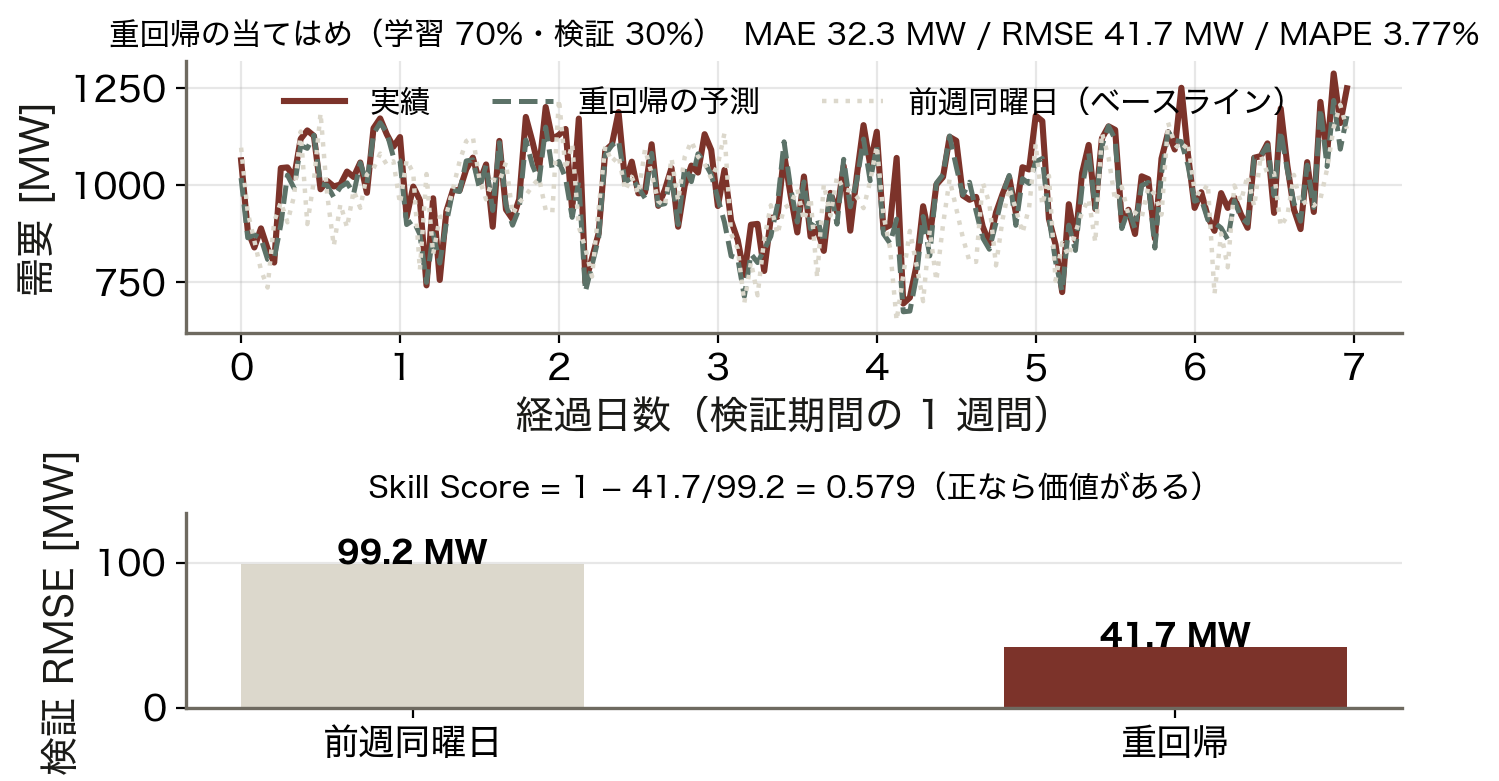 重回帰の当てはめ（学習 70%・検証 30%） MAE 32.3 MW / RMSE 41.7 MW / MAPE 3.77%
実績 重回帰の予測 前週同曜日（ベースライン）
需要 [MW]
1250
1000
750
0 1 2 3 4 5 6 7
経過日数（検証期間の 1 週間）
Skill Score = 1 − 41.7/99.2 = 0.579（正なら価値がある）
検証 RMSE [MW]
100
0
99.2 MW
41.7 MW
前週同曜日 重回帰